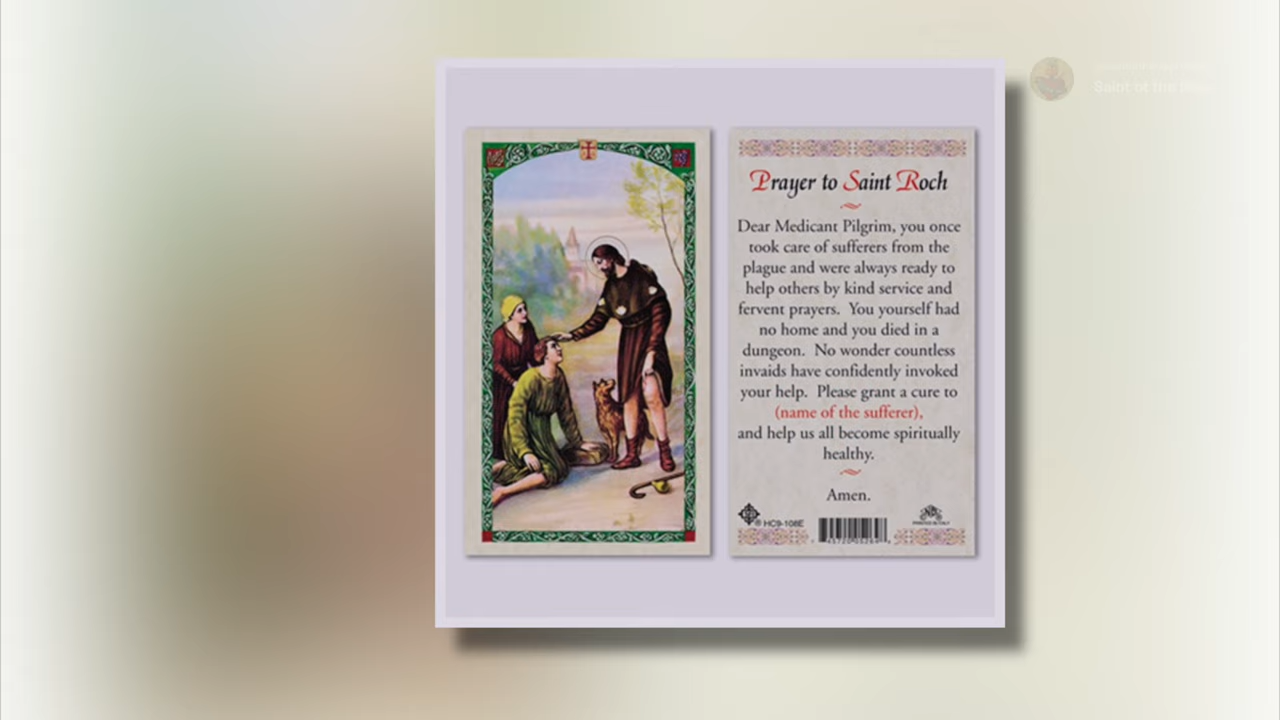 Prayer to Saint Roch
Dear Medicant Pilgrim, you once
took care of sufferers from the
plague and were always ready to
help others by kind service and
fervent prayers. You yourself had
no home and you died in a
dungeon. No wonder countless
invaids have confidently invoked
your help. Please grant a cure to
(name of the sufferer),
and help us all become spiritually
healthy.
Amen.
® HC9-108E
PRINTED IN ITALY
Saint of the